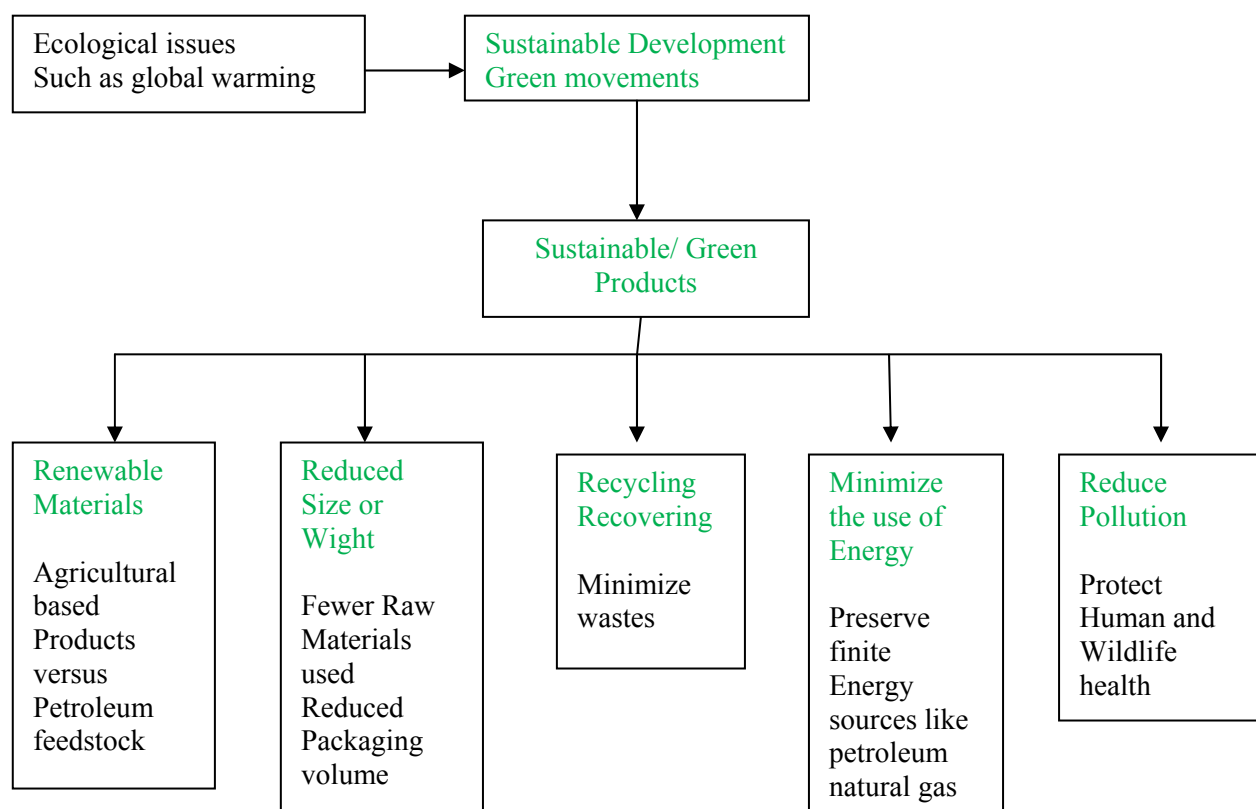 Ecological issues
Such as global warming
Sustainable Development
Green movements
Sustainable/ Green
Products
Renewable
Materials
Agricultural
based
Products
versus
Petroleum
feedstock
Reduced
Size or
Wight
Fewer Raw
Materials
used
Reduced
Packaging
volume
Recycling
Recovering
Minimize
wastes
Minimize
the use of
Energy
Preserve
finite
Energy
sources like
petroleum
natural gas
Reduce
Pollution
Protect
Human and
Wildlife
health